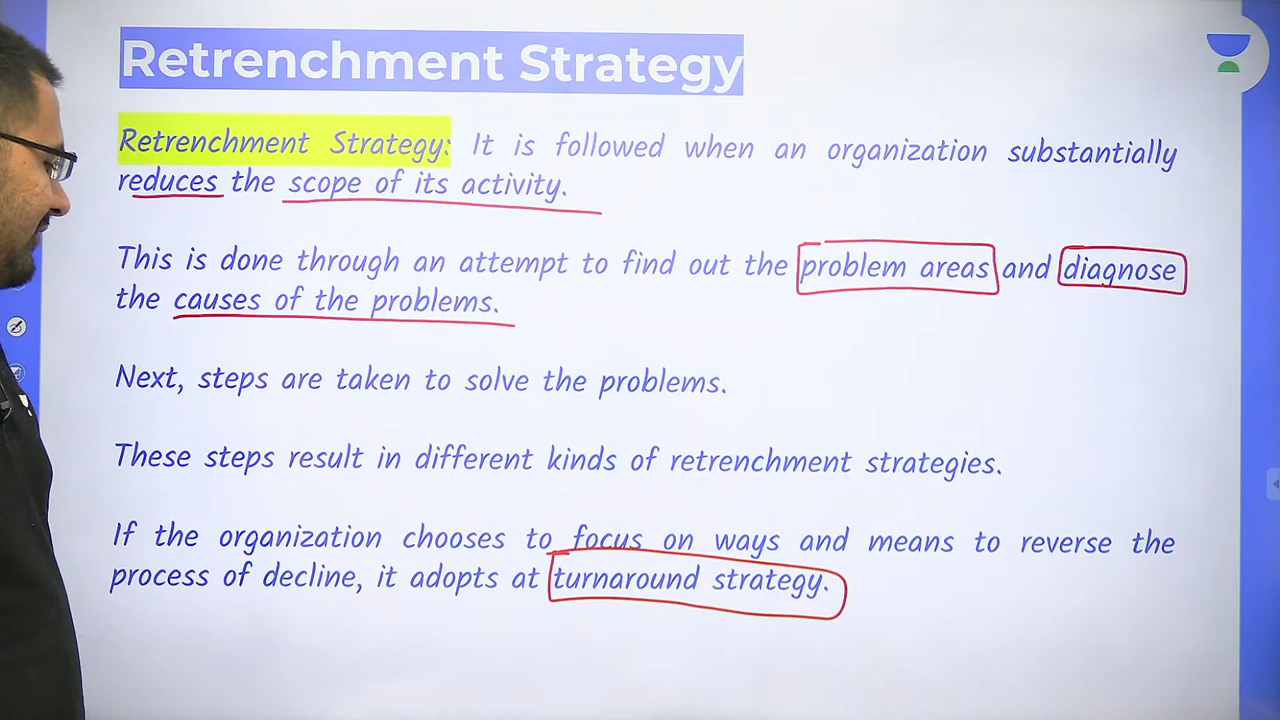 Retrenchment Strategy
Retrenchment Strategy: It is followed when an organization substantially
reduces the scope of its activity.
This is done through an attempt to find out the problem areas and diagnose
the causes of the problems.
Next, steps are taken to solve the problems.
These steps result in different kinds of retrenchment strategies.
If the organization chooses to focus on ways and means to reverse the
process of decline, it adopts at turnaround strategy.